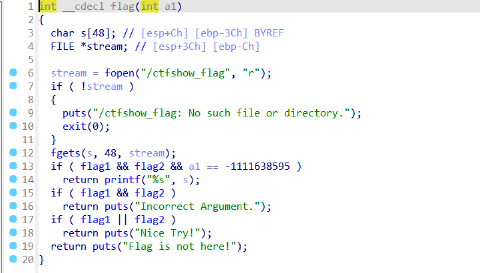 1 int __cdecl flag(int a1)
2 {
3 char s[48]; // [esp+Ch] [ebp-3Ch] BYREF
4 FILE *stream; // [esp+3Ch] [ebp-Ch]
5
6 stream = fopen("/ctfshow_flag", "r");
7 if ( !stream )
8 {
9 puts("/ctfshow_flag: No such file or directory.");
10 exit(0);
11 }
12 fgets(s, 48, stream);
13 if ( flag1 && flag2 && a1 == -1111638595 )
14 return printf("%s", s);
15 if ( flag1 && flag2 )
16 return puts("Incorrect Argument.");
17 if ( flag1 || flag2 )
18 return puts("Nice Try!");
19 return puts("Flag is not here!");
20 }